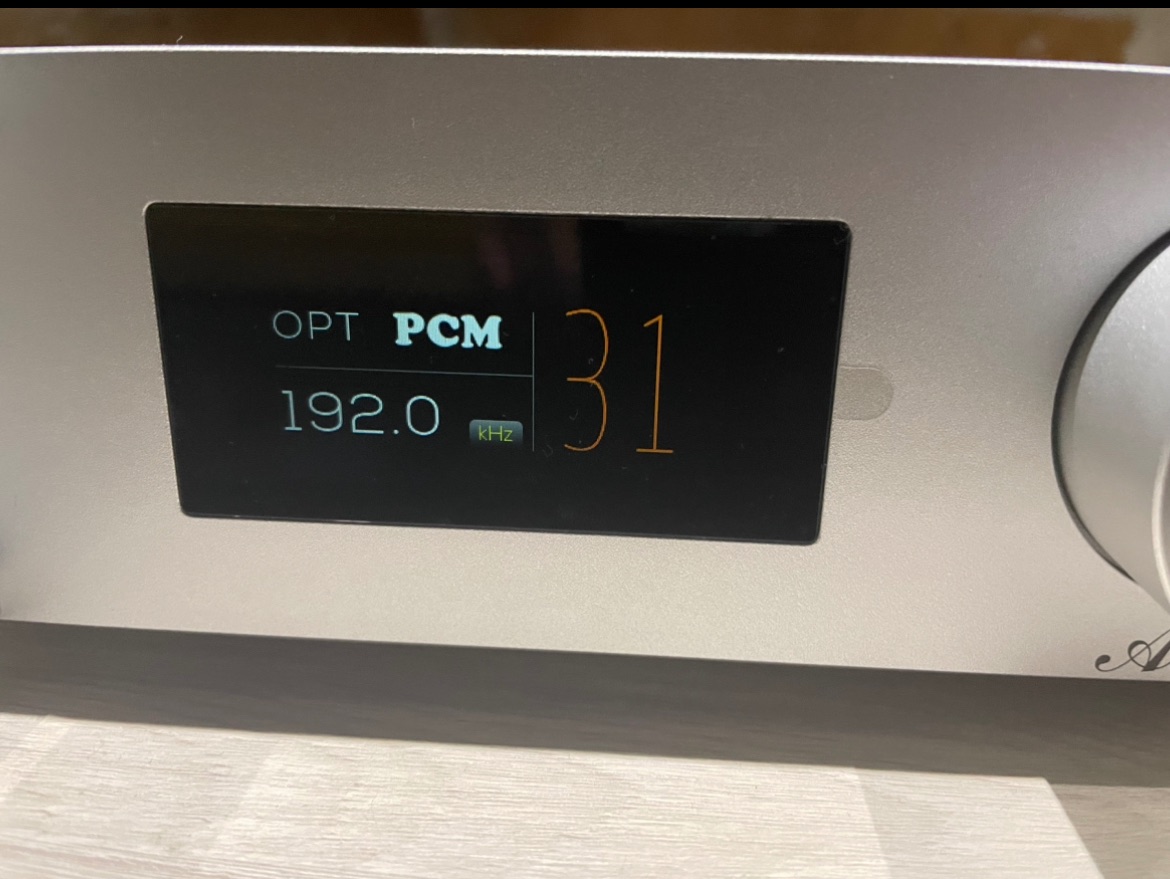 OPT PCM
192.0 kHz
31